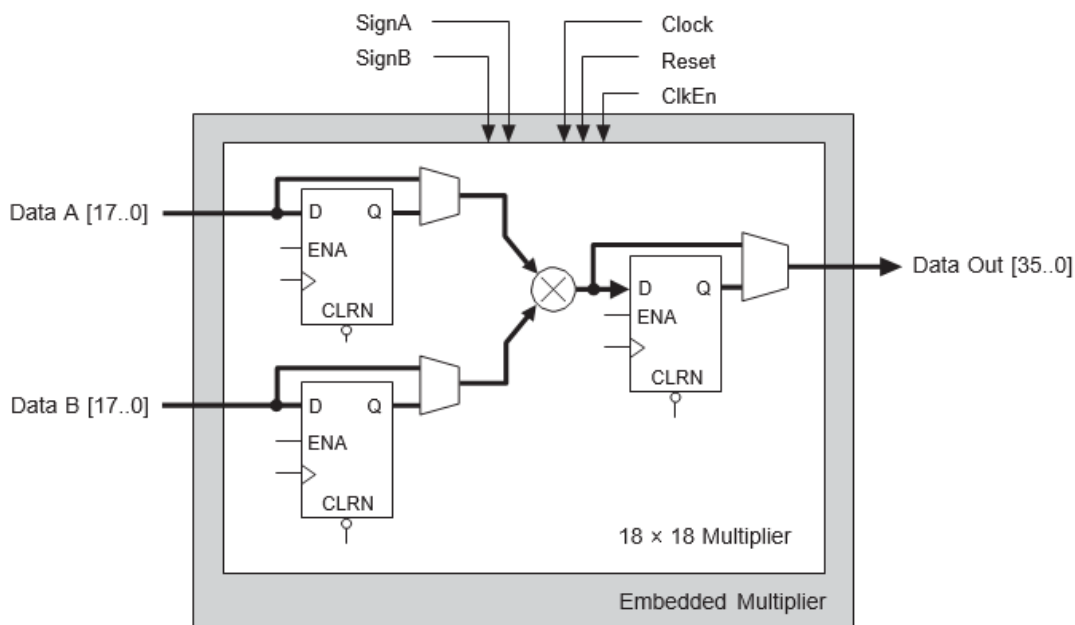 SignA
SignB
Clock
Reset
ClkEn
Data A [17..0]
D Q
ENA
CLRN
Data Out [35..0]
D Q
ENA
CLRN
Data B [17..0]
D Q
ENA
CLRN
18 × 18 Multiplier
Embedded Multiplier